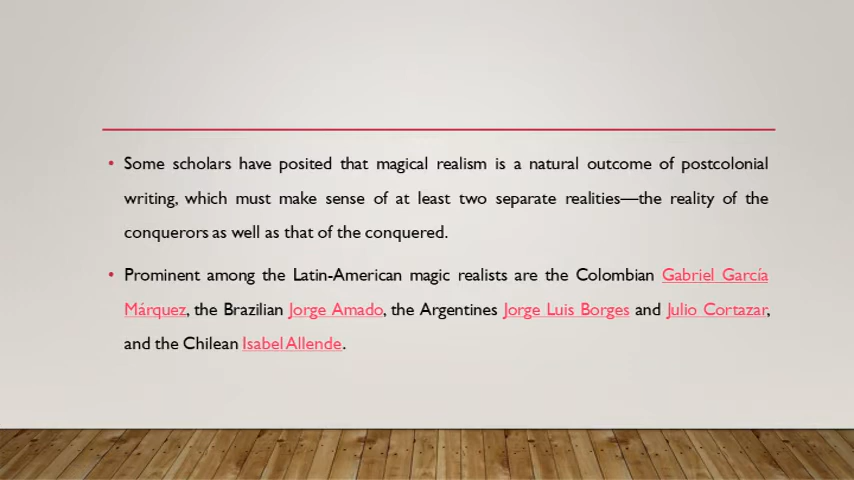 • Some scholars have posited that magical realism is a natural outcome of postcolonial
writing, which must make sense of at least two separate realities—the reality of the
conquerors as well as that of the conquered.
• Prominent among the Latin-American magic realists are the Colombian Gabriel García
Márquez, the Brazilian Jorge Amado, the Argentines Jorge Luis Borges and Julio Cortazar,
and the Chilean Isabel Allende.